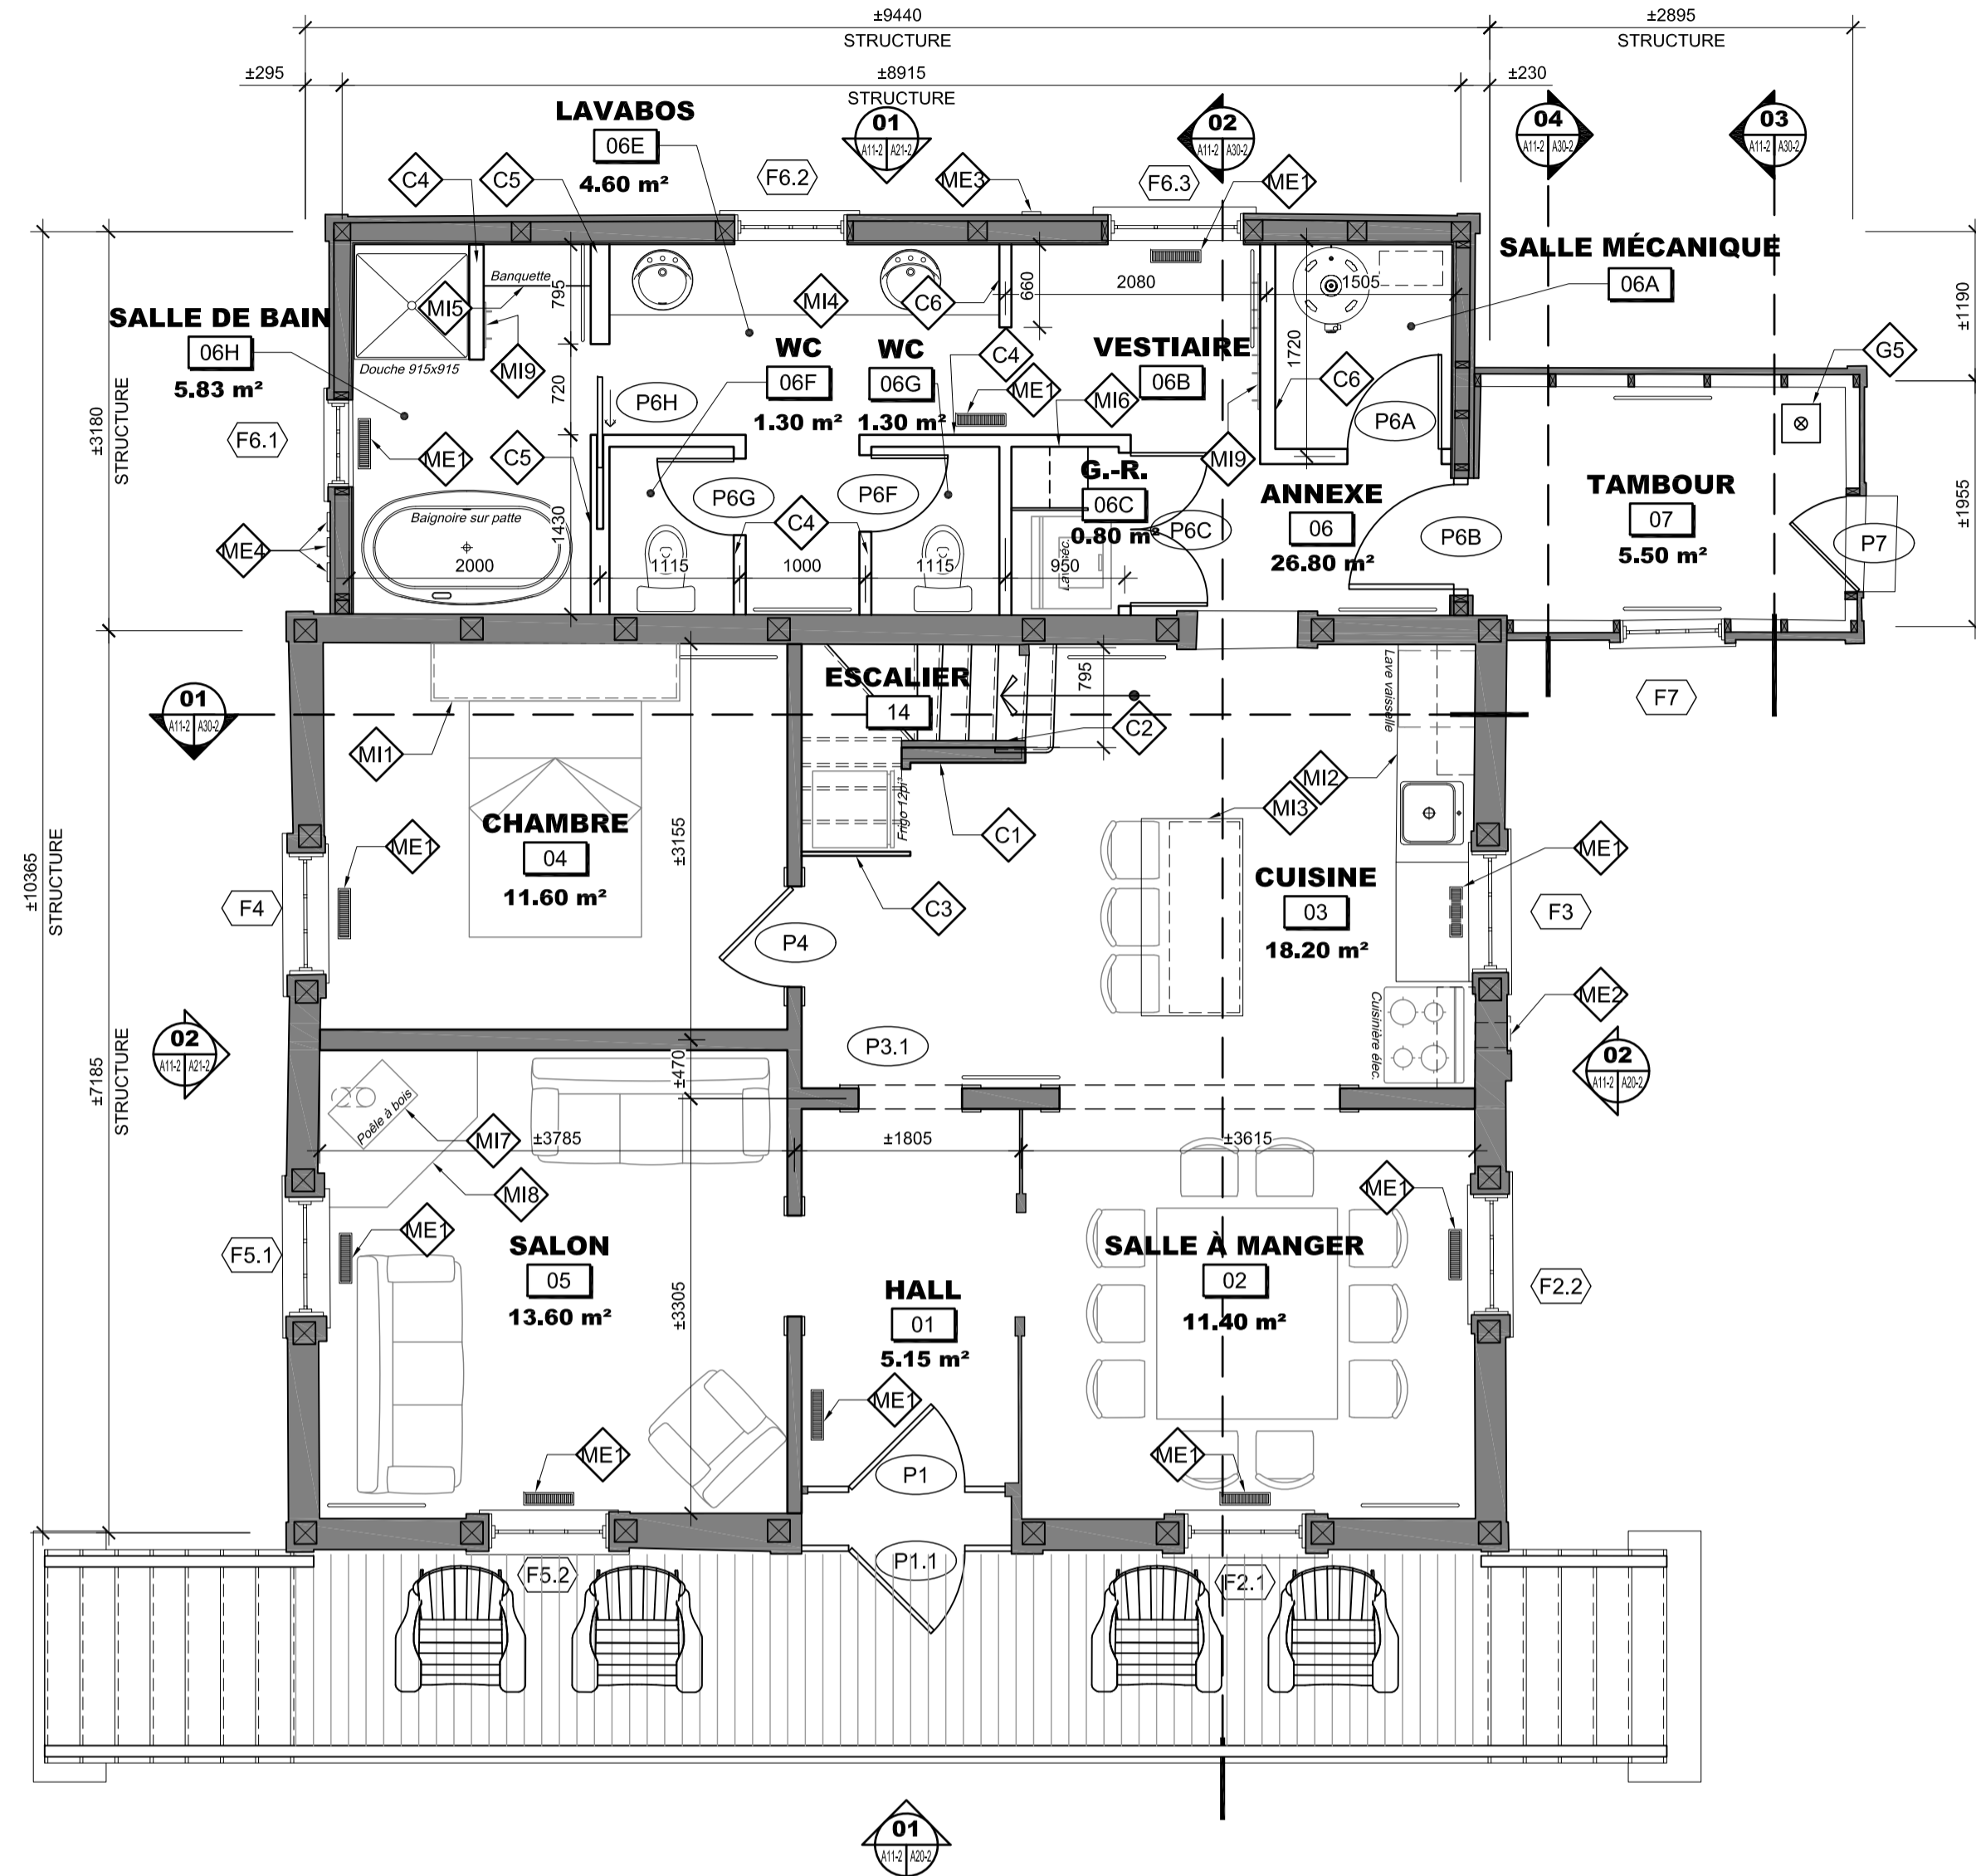 ±9440
STRUCTURE
±2895
STRUCTURE
±295
±8915
STRUCTURE
±230
LAVABOS
06E
4.60 m²
01
A11-2 A21-2
02
A11-2 A30-2
04
A11-2 A30-2
03
A11-2 A30-2
C4
C5
F6.2
ME3
F6.3
ME1
SALLE MÉCANIQUE
06A
Banquette
795
MI5
MI4
C6
660
2080
1505
±1190
SALLE DE BAIN
06H
5.83 m²
Douche 915x915
MI9
WC
06F
1.30 m²
WC
06G
1.30 m²
C4
ME1
VESTIAIRE
06B
MI6
1720
C6
G5
720
P6H
P6A
±3180
STRUCTURE
F6.1
ME1
C5
P6G
P6F
G.-R.
06C
0.80 m²
P6C
MI9
ANNEXE
06
26.80 m²
P6B
TAMBOUR
07
5.50 m²
P7
±1955
Baignoire sur patte
ME4
2000
1430
C4
1115
1000
1115
950
ESCALIER
14
795
C2
Lave vaisselle
F7
01
A11-2 A30-2
MI1
MI2
MI3
Frigo 12pi³
C1
CHAMBRE
04
11.60 m²
ME1
±3155
F4
C3
CUISINE
03
18.20 m²
ME1
F3
P4
±10365
STRUCTURE
ME2
02
A11-2 A21-2
P3.1
Cuisinière élec.
02
A11-2 A20-2
±470
±7185
STRUCTURE
Poêle à bois
MI7
±3785
±1805
±3615
MI8
ME1
ME1
F5.1
SALON
05
13.60 m²
±3305
HALL
01
5.15 m²
SALLE À MANGER
02
11.40 m²
F2.2
ME1
ME1
ME1
P1
P1.1
F5.2
F2.1
01
A11-2 A20-2